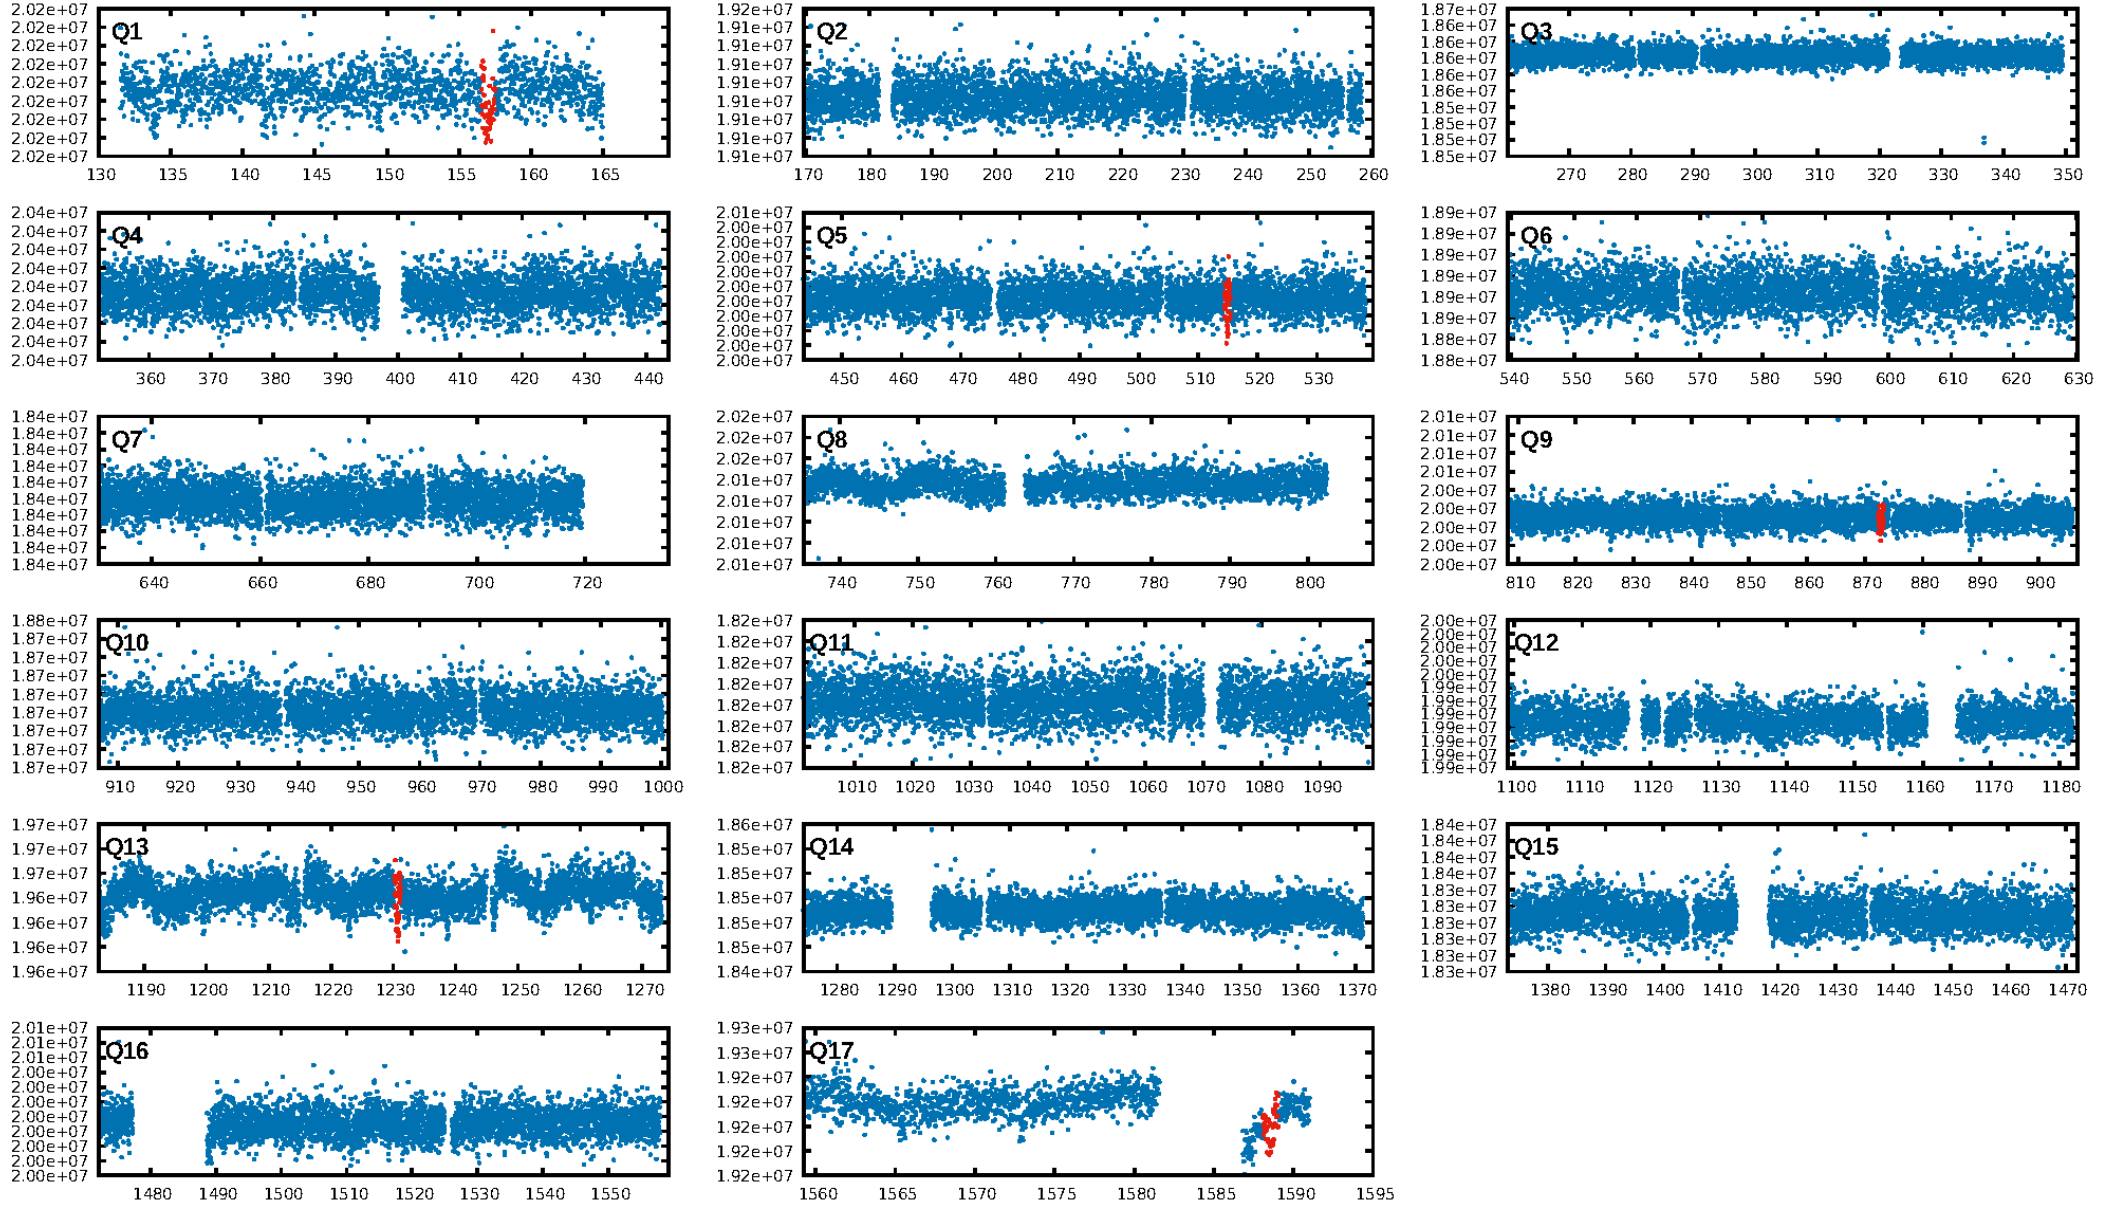 2.02e+07
2.02e+07
2.02e+07
2.02e+07
2.02e+07
2.02e+07
2.02e+07
2.02e+07
2.02e+07
Q1
130 135 140 145 150 155 160 165
1.92e+07
1.91e+07
1.91e+07
1.91e+07
1.91e+07
1.91e+07
1.91e+07
1.91e+07
1.91e+07
Q2
170 180 190 200 210 220 230 240 250 260
1.87e+07
1.86e+07
1.86e+07
1.86e+07
1.86e+07
1.86e+07
1.85e+07
1.85e+07
1.85e+07
1.85e+07
Q3
270 280 290 300 310 320 330 340 350
2.04e+07
2.04e+07
2.04e+07
2.04e+07
2.04e+07
2.04e+07
2.04e+07
2.04e+07
2.04e+07
Q4
360 370 380 390 400 410 420 430 440
2.01e+07
2.00e+07
2.00e+07
2.00e+07
2.00e+07
2.00e+07
2.00e+07
2.00e+07
2.00e+07
2.00e+07
2.00e+07
Q5
450 460 470 480 490 500 510 520 530
1.89e+07
1.89e+07
1.89e+07
1.89e+07
1.89e+07
1.89e+07
1.88e+07
1.88e+07
Q6
540 550 560 570 580 590 600 610 620 630
1.84e+07
1.84e+07
1.84e+07
1.84e+07
1.84e+07
1.84e+07
1.84e+07
1.84e+07
1.84e+07
1.84e+07
Q7
640 660 680 700 720
2.02e+07
2.02e+07
2.02e+07
2.01e+07
2.01e+07
2.01e+07
2.01e+07
2.01e+07
Q8
740 750 760 770 780 790 800
2.01e+07
2.01e+07
2.01e+07
2.01e+07
2.00e+07
2.00e+07
2.00e+07
2.00e+07
2.00e+07
Q9
810 820 830 840 850 860 870 880 890 900
1.88e+07
1.87e+07
1.87e+07
1.87e+07
1.87e+07
1.87e+07
1.87e+07
1.87e+07
1.87e+07
Q10
910 920 930 940 950 960 970 980 990 1000
1.82e+07
1.82e+07
1.82e+07
1.82e+07
1.82e+07
1.82e+07
1.82e+07
1.82e+07
Q11
1010 1020 1030 1040 1050 1060 1070 1080 1090
2.00e+07
2.00e+07
2.00e+07
2.00e+07
2.00e+07
1.99e+07
1.99e+07
1.99e+07
1.99e+07
1.99e+07
1.99e+07
1.99e+07
Q12
1100 1110 1120 1130 1140 1150 1160 1170 1180
1.97e+07
1.97e+07
1.97e+07
1.96e+07
1.96e+07
1.96e+07
1.96e+07
Q13
1190 1200 1210 1220 1230 1240 1250 1260 1270
1.86e+07
1.85e+07
1.85e+07
1.85e+07
1.85e+07
1.85e+07
1.84e+07
Q14
1280 1290 1300 1310 1320 1330 1340 1350 1360 1370
1.84e+07
1.84e+07
1.84e+07
1.84e+07
1.83e+07
1.83e+07
1.83e+07
1.83e+07
1.83e+07
1.83e+07
Q15
1380 1390 1400 1410 1420 1430 1440 1450 1460 1470
2.01e+07
2.01e+07
2.01e+07
2.00e+07
2.00e+07
2.00e+07
2.00e+07
2.00e+07
2.00e+07
2.00e+07
2.00e+07
Q16
1480 1490 1500 1510 1520 1530 1540 1550
1.93e+07
1.93e+07
1.92e+07
1.92e+07
1.92e+07
1.92e+07
1.92e+07
Q17
1560 1565 1570 1575 1580 1585 1590 1595